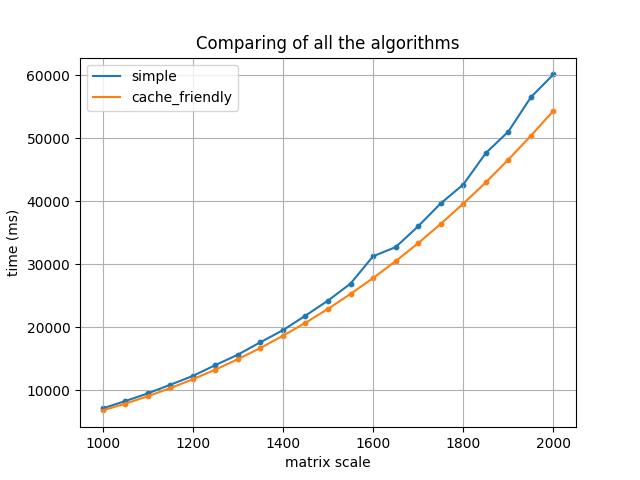 Comparing of all the algorithms
simple
cache_friendly
60000
50000
40000
30000
20000
10000
time (ms)
1000 1200 1400 1600 1800 2000
matrix scale